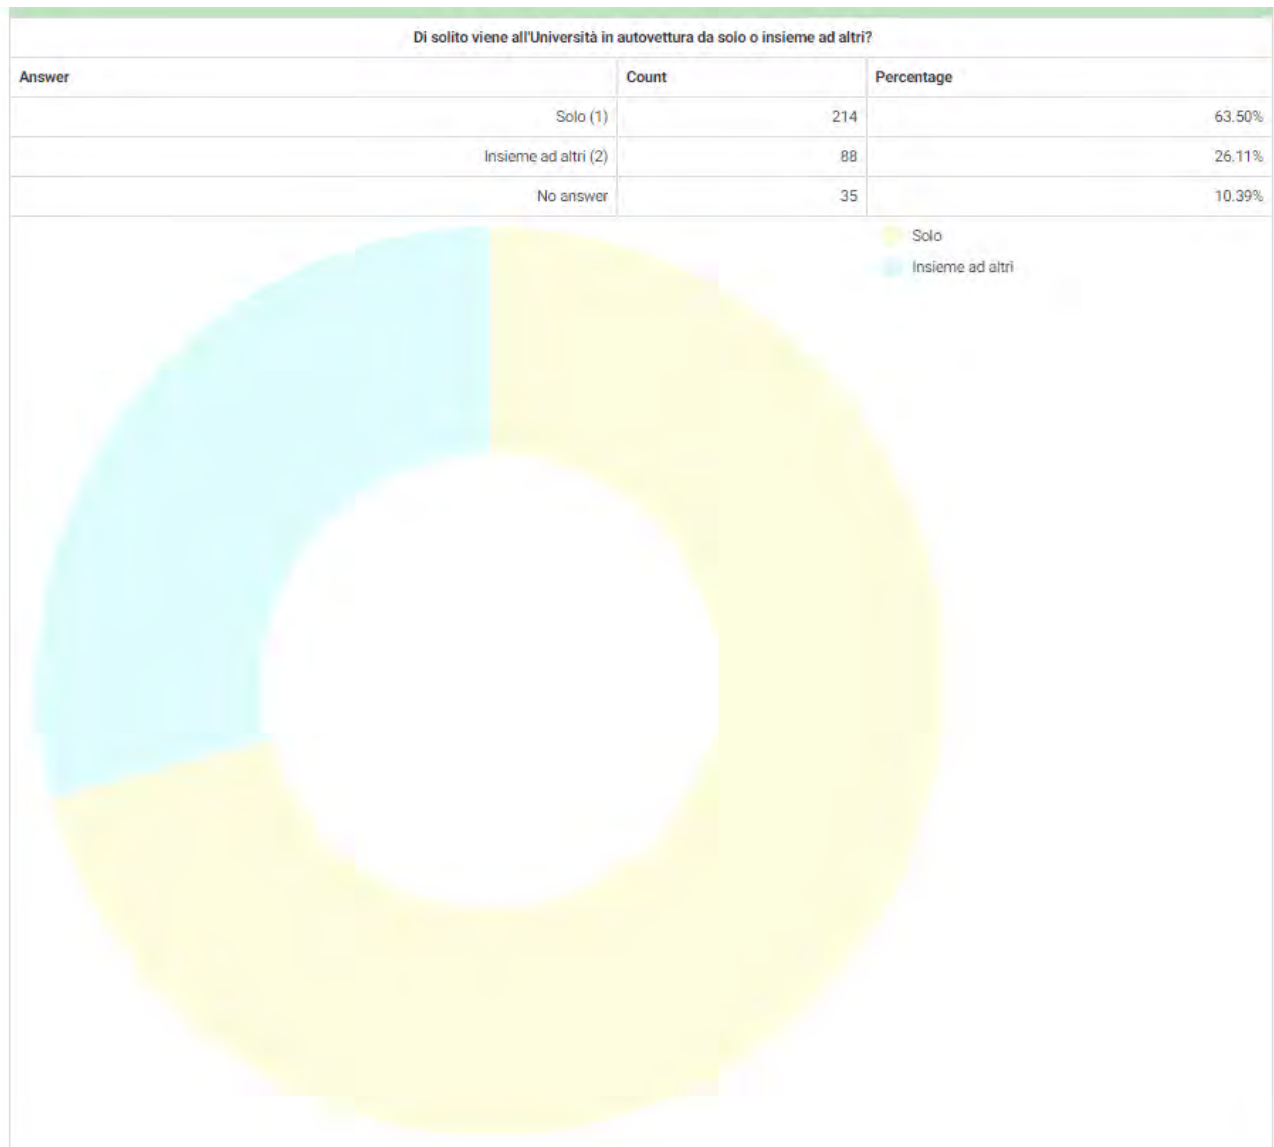 Di solito viene all'Università in autovettura da solo o insieme ad altri?
Answer Count Percentage
Solo (1) 214 63.50%
Insieme ad altri (2) 88 26.11%
No answer 35 10.39%
Solo
Insieme ad altri